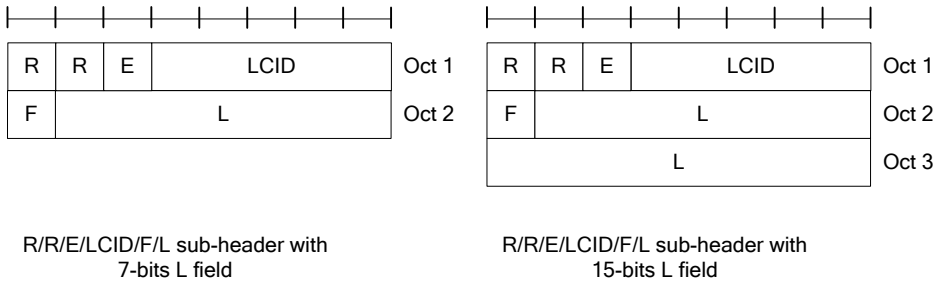 R R E LCID Oct 1
F L Oct 2
R/R/E/LCID/F/L sub-header with
7-bits L field
R R E LCID Oct 1
F L Oct 2
L Oct 3
R/R/E/LCID/F/L sub-header with
15-bits L field